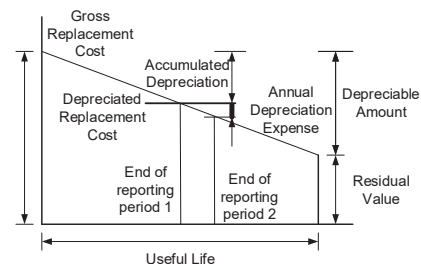 Gross
Replacement
Cost
Accumulated
Depreciation
Depreciated
Replacement
Cost
Annual
Depreciation
Expense
Depreciable
Amount
End of
reporting
period 1
End of
reporting
period 2
Residual
Value
Useful Life